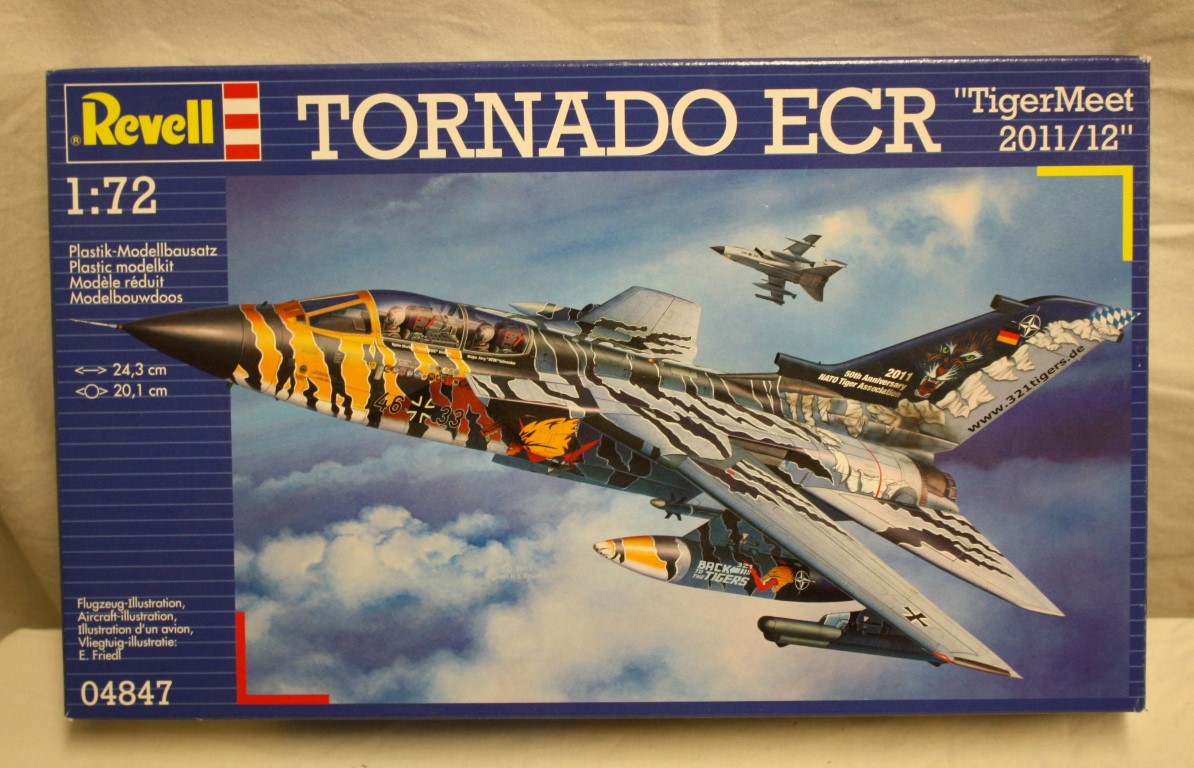 ® Revell
TORNADO ECR
"TigerMeet
2011/12"
1:72
Plastik-Modellbausatz
Plastic modelkit
Modèle réduit
Modelbouwdoos
24,3 cm
20,1 cm
46 33
2011
50th Anniversary
NATO Tiger Association
www.321tigers.de
BACK 321
TO THE TIGERS
Flugzeug-Illustration,
Aircraft-illustration,
Illustration d'un avion,
Vliegtuig-illustratie:
E. Friedl
04847